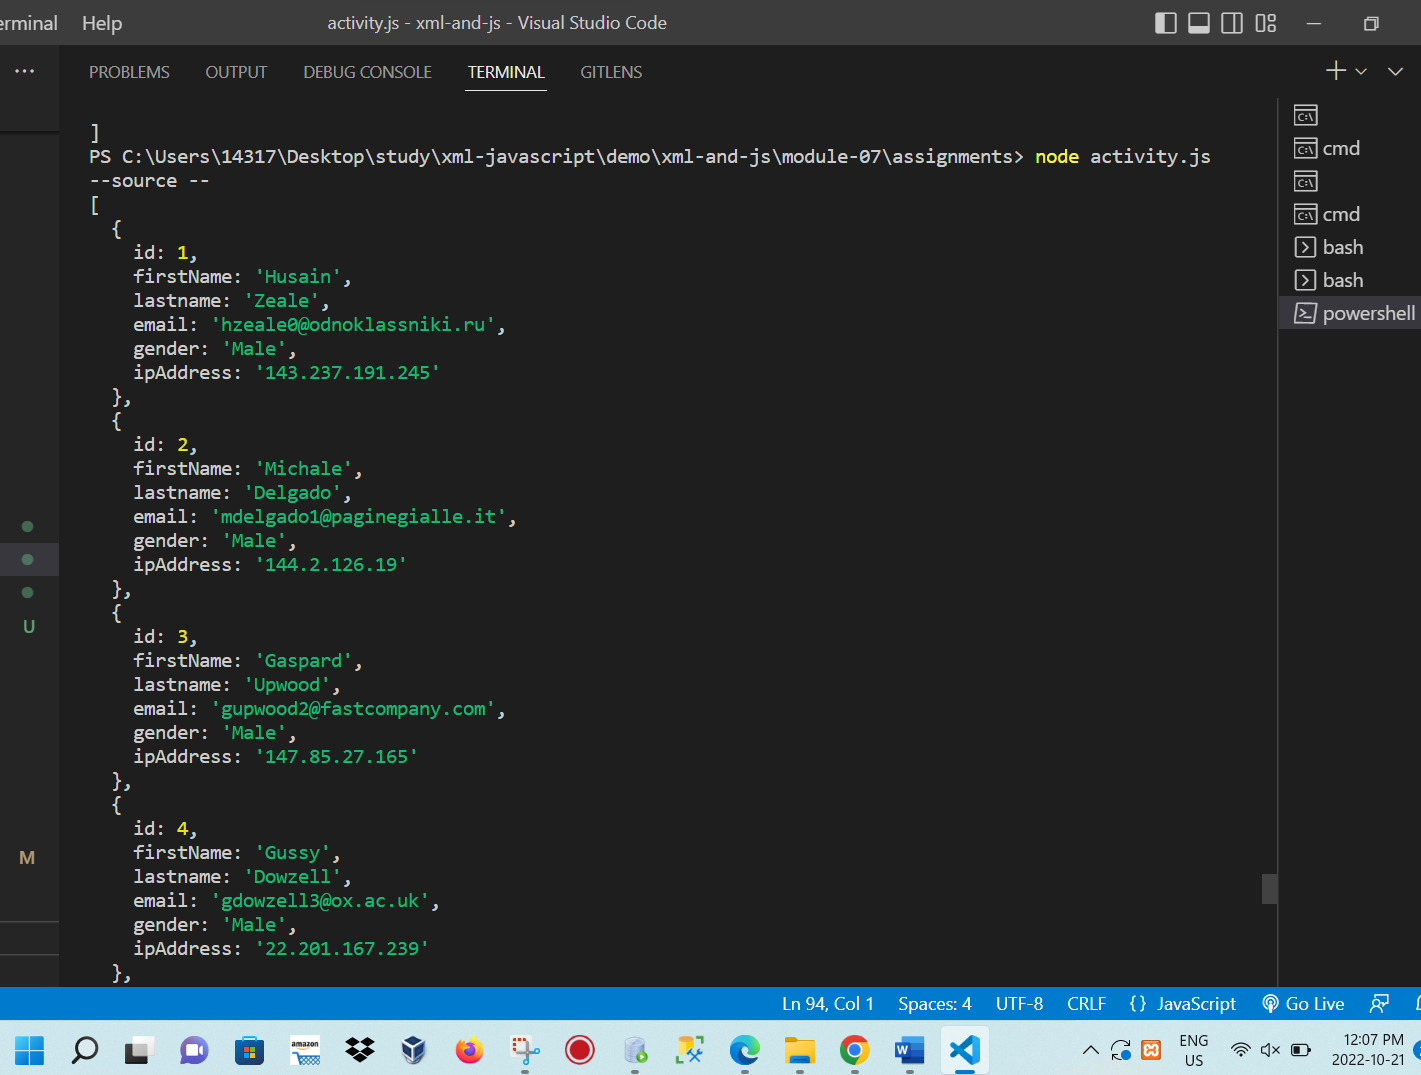 erminal Help activity.js - xml-and-js - Visual Studio Code
PROBLEMS OUTPUT DEBUG CONSOLE TERMINAL GITLENS
]
PS C:\Users\14317\Desktop\study\xml-javascript\demo\xml-and-js\module-07\assignments> node activity.js
--source --
[
{
id: 1,
firstName: 'Husain',
lastname: 'Zeale',
email: 'hzeale0@odnoklassniki.ru',
gender: 'Male',
ipAddress: '143.237.191.245'
},
{
id: 2,
firstName: 'Michale',
lastname: 'Delgado',
email: 'mdelgado1@paginegialle.it',
gender: 'Male',
ipAddress: '144.2.126.19'
},
{
id: 3,
firstName: 'Gaspard',
lastname: 'Upwood',
email: 'gupwood2@fastcompany.com',
gender: 'Male',
ipAddress: '147.85.27.165'
},
{
id: 4,
firstName: 'Gussy',
lastname: 'Dowzell',
email: 'gdowzell3@ox.ac.uk',
gender: 'Male',
ipAddress: '22.201.167.239'
},
cmd
cmd
bash
bash
powershell
U
M
Ln 94, Col 1 Spaces: 4 UTF-8 CRLF {} JavaScript Go Live
amazon
ENG
US
12:07 PM
2022-10-21